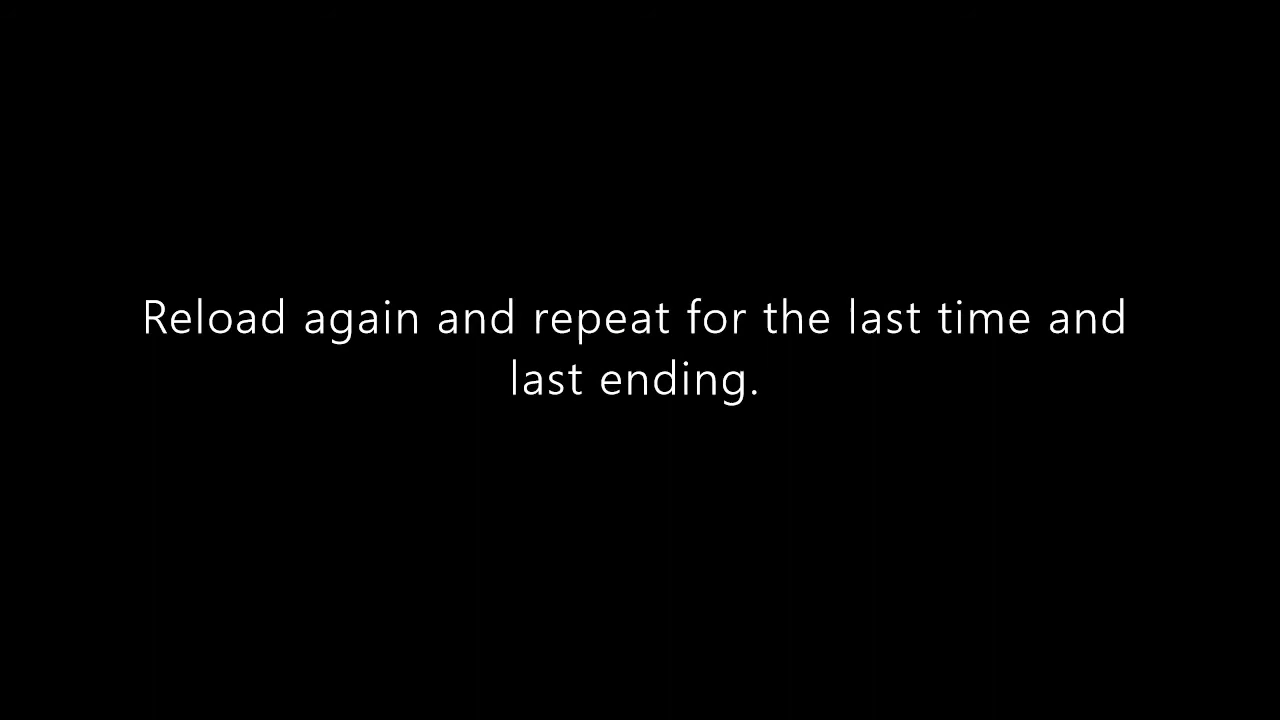 Reload again and repeat for the last time and
last ending.